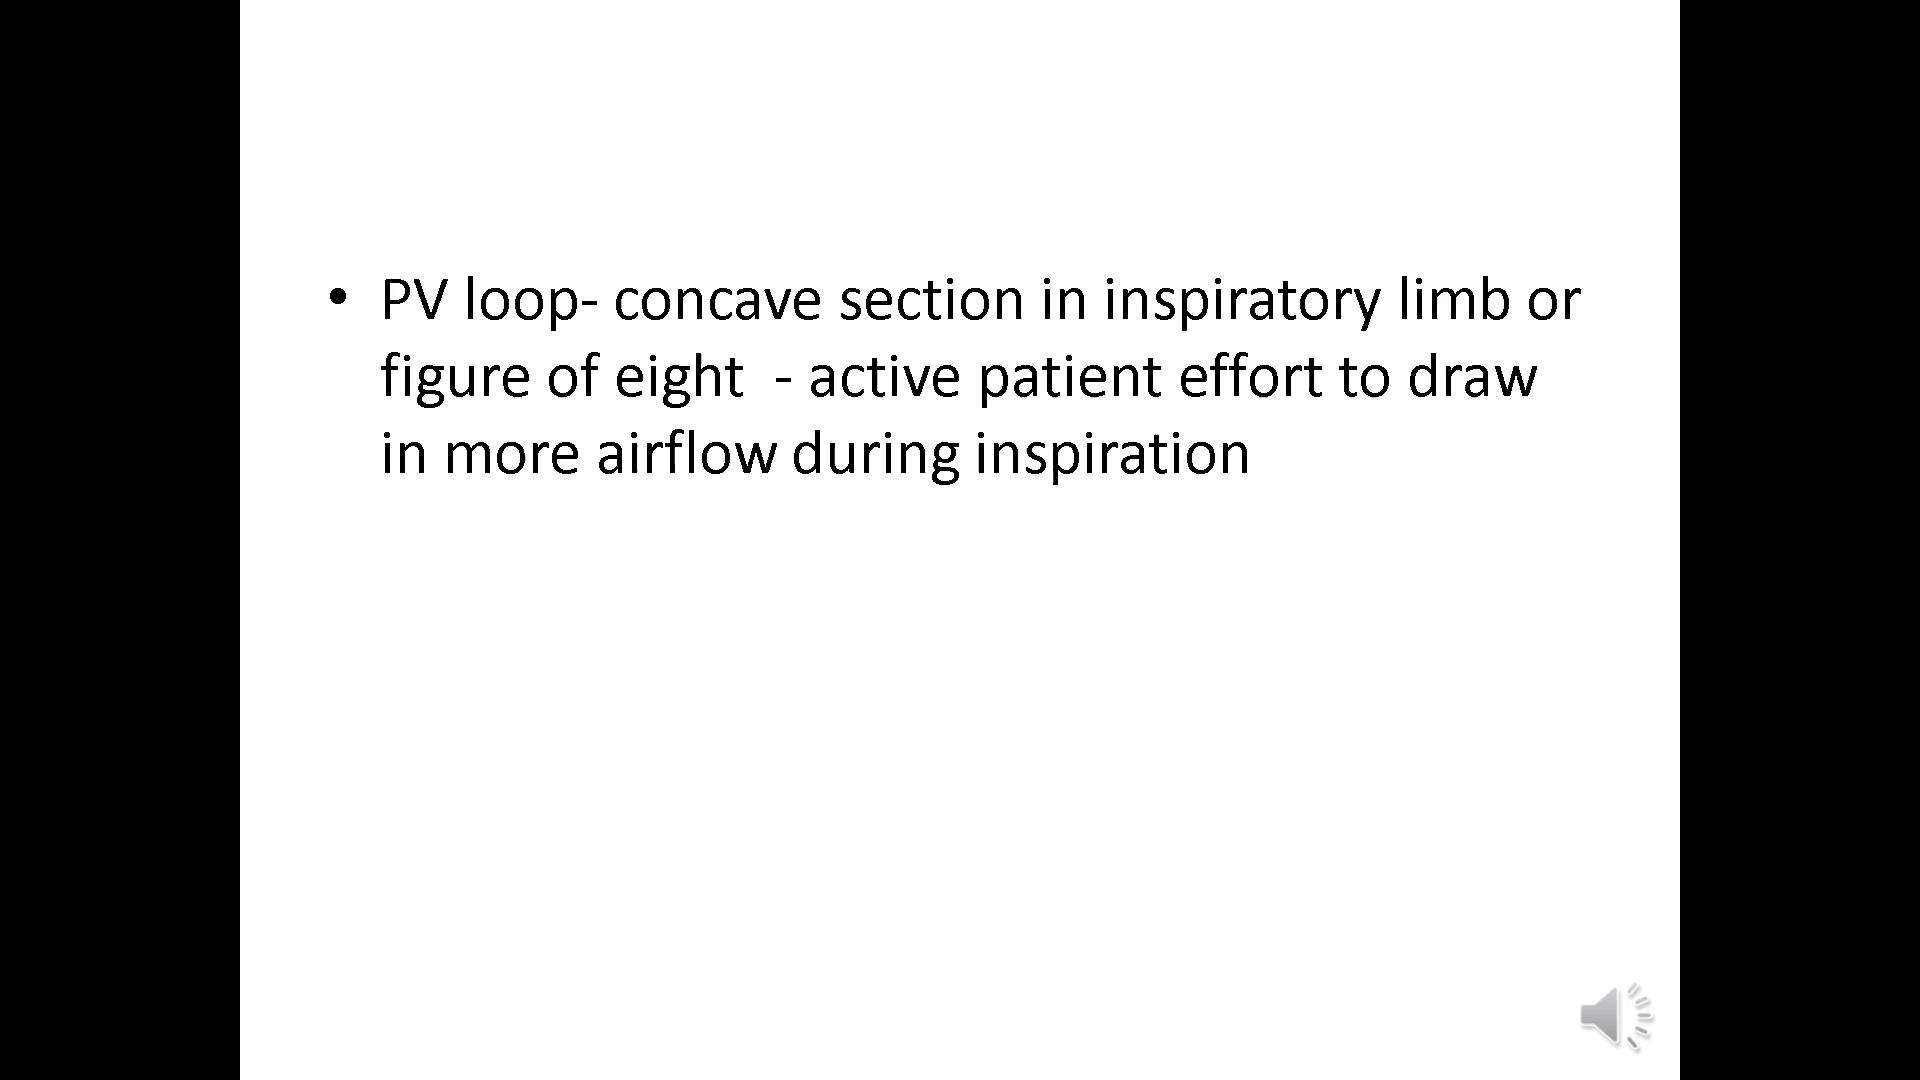 • PV loop- concave section in inspiratory limb or
figure of eight  - active patient effort to draw
in more airflow during inspiration